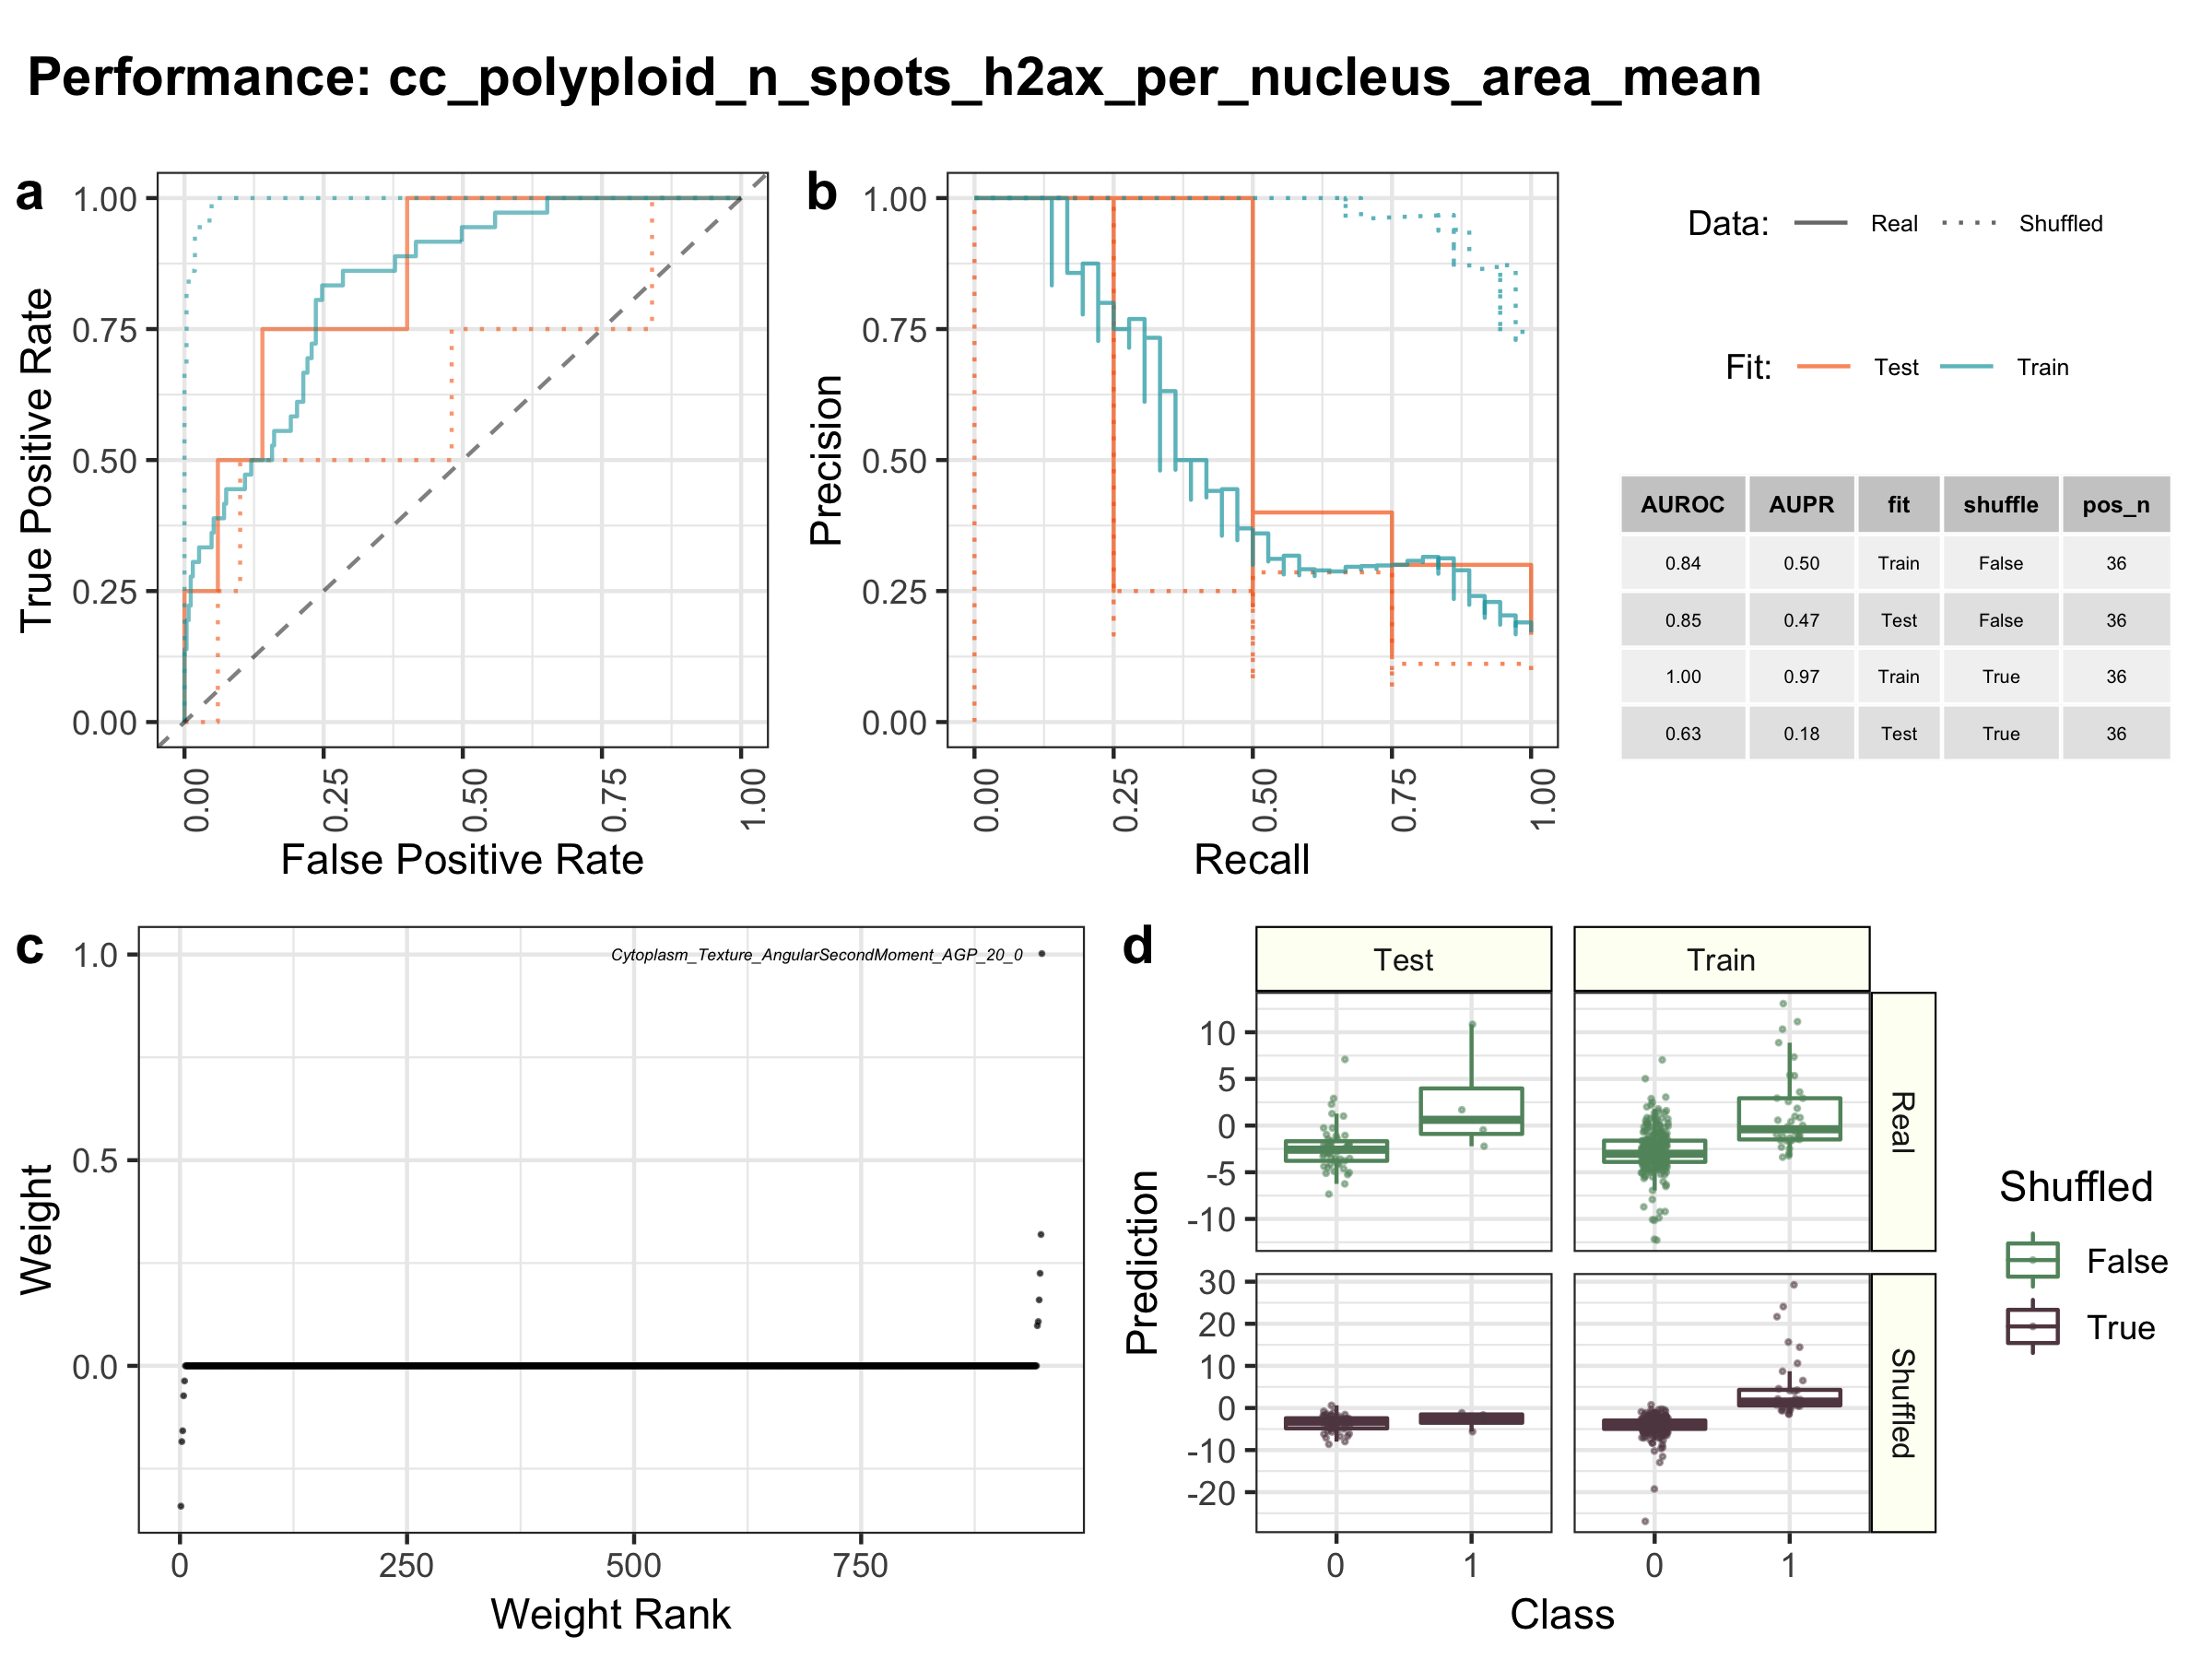 Performance: cc_polyploid_n_spots_h2ax_per_nucleus_area_mean
a
1.00
0.75
0.50
0.25
0.00
True Positive Rate
0.00
0.25
0.50
0.75
1.00
False Positive Rate
b
1.00
0.75
0.50
0.25
0.00
Precision
0.00
0.25
0.50
0.75
1.00
Recall
Data: Real Shuffled
Fit: Test Train
AUROC AUPR fit shuffle pos_n
0.84 0.50 Train False 36
0.85 0.47 Test False 36
1.00 0.97 Train True 36
0.63 0.18 Test True 36
c
1.0
0.5
0.0
Weight
Cytoplasm_Texture_AngularSecondMoment_AGP_20_0
0 250 500 750
Weight Rank
d
Test Train
10
5
0
-5
-10
Real
30
20
10
0
-10
-20
Shuffled
Prediction
0 1 0 1
Class
Shuffled
False
True